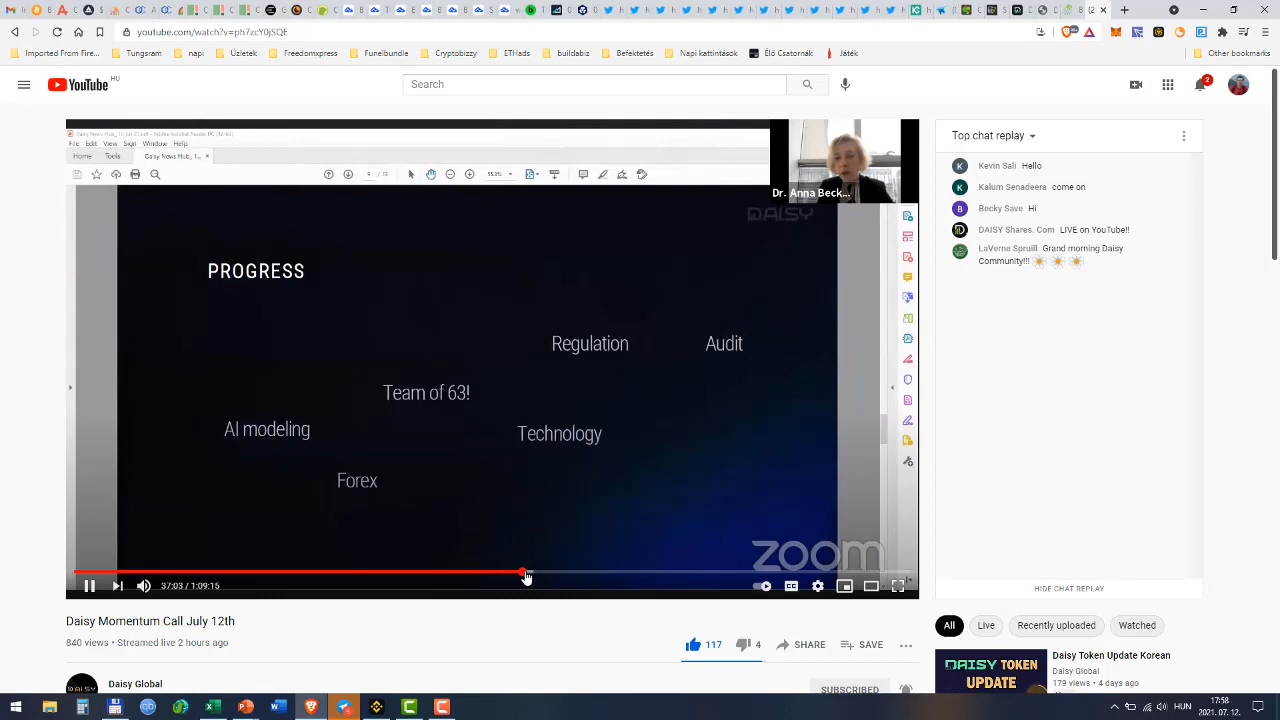 youtube.com/watch?v=ph7zcY0jSQE
Imported From Fire...
Tungsram
napi
Üzletek
Freedomxpress
Funelbundle
Cryptobizzy
ETHads
buildabiz
Befektetés
Napi kattintások
Élő Csatornák
Játék
Other bookmarks
YouTube HU
Search
2
File Edit View Sign Window Help
Home Tools
Dr. Anna Beck...
DAISY
PROGRESS
Regulation
Audit
Team of 63!
AI modeling
Technology
Forex
zoom
37:03 / 1:09:15
Daisy Momentum Call July 12th
840 views • Streamed live 2 hours ago
117
4
SHARE
SAVE
Daisy Global
SUBSCRIBED
Top chat replay
Kevin Sali Hello
Kalum Senadeera come on
Becky Save Hi
DAISY Shares. Com LIVE on YouTube!!
LaVerne Spruill Grand morning Daisy
Community!!!
HIDE CHAT REPLAY
All
Live
Recently uploaded
Watched
DAISY TOKEN
UPDATE
Daisy Token Update Korean
Daisy Global
179 views • 4 days ago
HUN
17:58
2021. 07. 12.